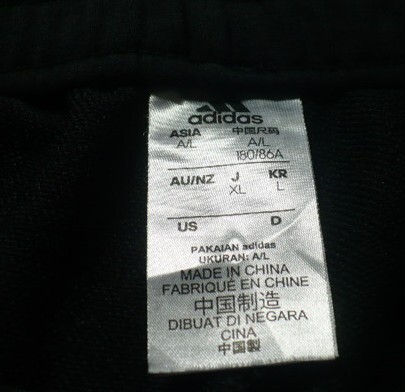 adidas
ASIA 中国尺码
A/L A/L
180/86A
AU/NZ J KR
XL L
US D
PAKAIAN adidas
UKURAN: A/L
MADE IN CHINA
FABRIQUÉ EN CHINE
中国制造
DIBUAT DI NEGARA
CINA
中国製